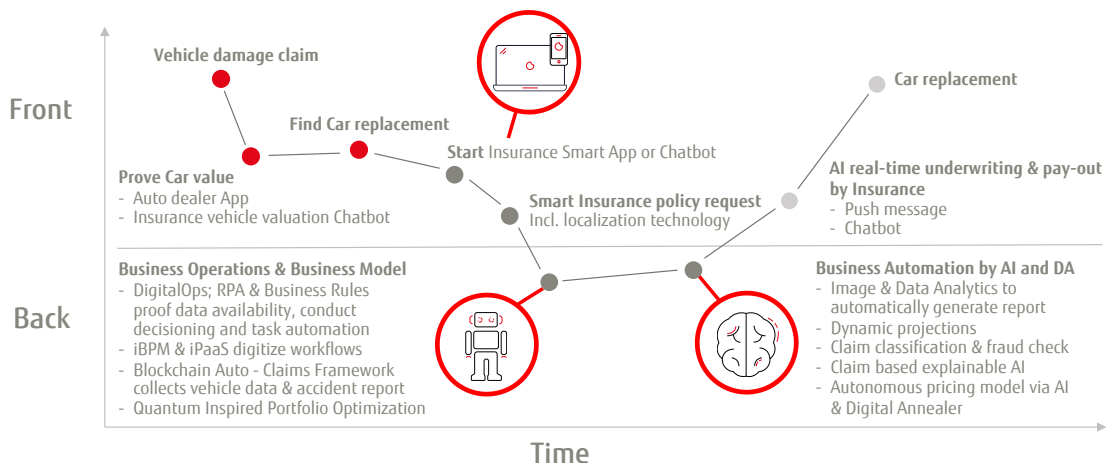 Vehicle damage claim
Front
Find Car replacement
Start Insurance Smart App or Chatbot
Car replacement
Prove Car value
- Auto dealer App
- Insurance vehicle valuation Chatbot
Smart Insurance policy request
Incl. localization technology
AI real-time underwriting & pay-out
by Insurance
- Push message
- Chatbot
Back
Business Operations & Business Model
- DigitalOps; RPA & Business Rules
proof data availability, conduct
decisioning and task automation
- iBPM & iPaaS digitize workflows
- Blockchain Auto - Claims Framework
collects vehicle data & accident report
- Quantum Inspired Portfolio Optimization
Business Automation by AI and DA
- Image & Data Analytics to
automatically generate report
- Dynamic projections
- Claim classification & fraud check
- Claim based explainable AI
- Autonomous pricing model via AI
& Digital Annealer
Time